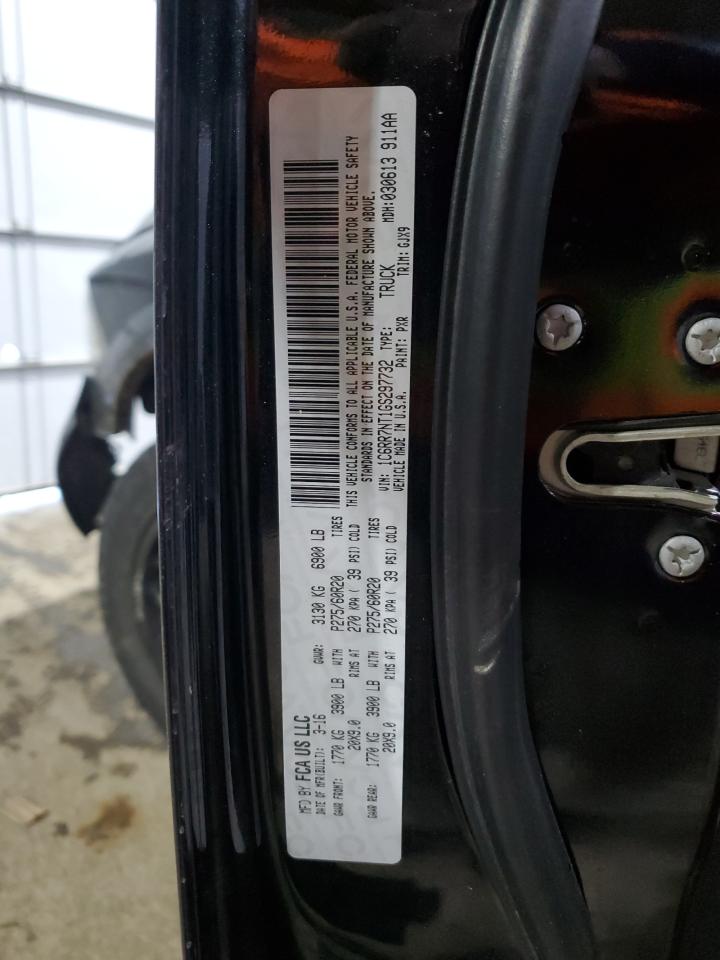 MFD BY FCA US LLC
DATE OF MFR(BUILT): 3-16 GVWR: 3130 KG 6900 LB
GAWR FRONT: 1770 KG 3900 LB WITH P275/60R20 TIRES
20X9.0 RIMS AT 270 KPA ( 39 PSI) COLD
GAWR REAR: 1770 KG 3900 LB WITH P275/60R20 TIRES
20X9.0 RIMS AT 270 KPA ( 39 PSI) COLD
THIS VEHICLE CONFORMS TO ALL APPLICABLE U.S.A. FEDERAL MOTOR VEHICLE SAFETY
STANDARDS IN EFFECT ON THE DATE OF MANUFACTURE SHOWN ABOVE.
VIN: 1C6RR7NT1GS297732 TYPE: TRUCK MDH:030613 911AA
VEHICLE MADE IN U.S.A. PAINT: PXR TRIM: GJX9